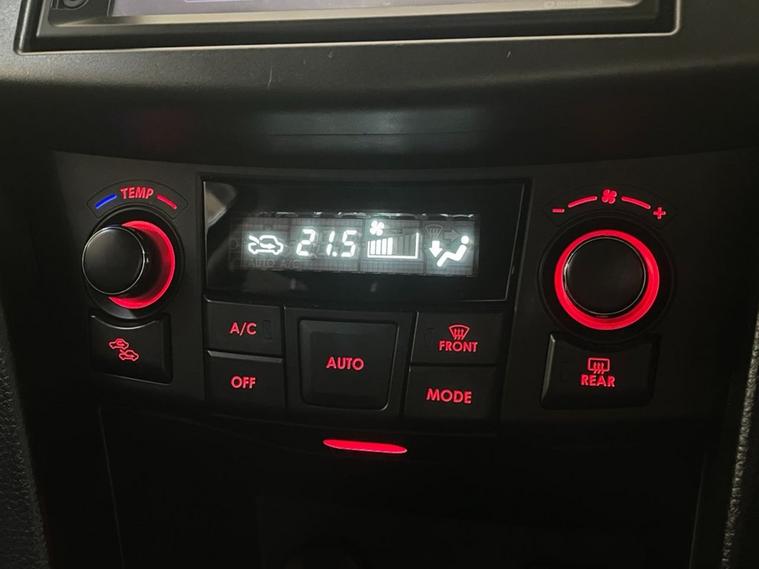 TEMP
21.5
- +
A/C
AUTO
FRONT
OFF
MODE
REAR